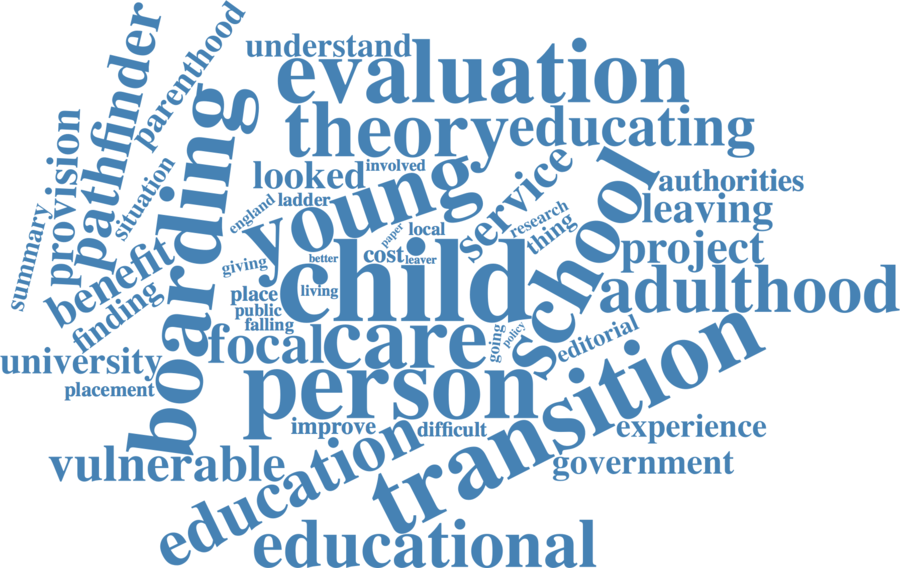 understand
evaluation
theory
educating
pathfinder
parenthood
provision
situation
summary
boarding
benefit
finding
looked
involved
young
service
school
authorities
leaving
england
ladder
research
thing
paper
local
project
giving
better
cost
leaver
child
adulthood
place
living
public
falling
focal
care
going
policy
editorial
university
placement
person
transition
improve
difficult
experience
vulnerable
education
government
educational